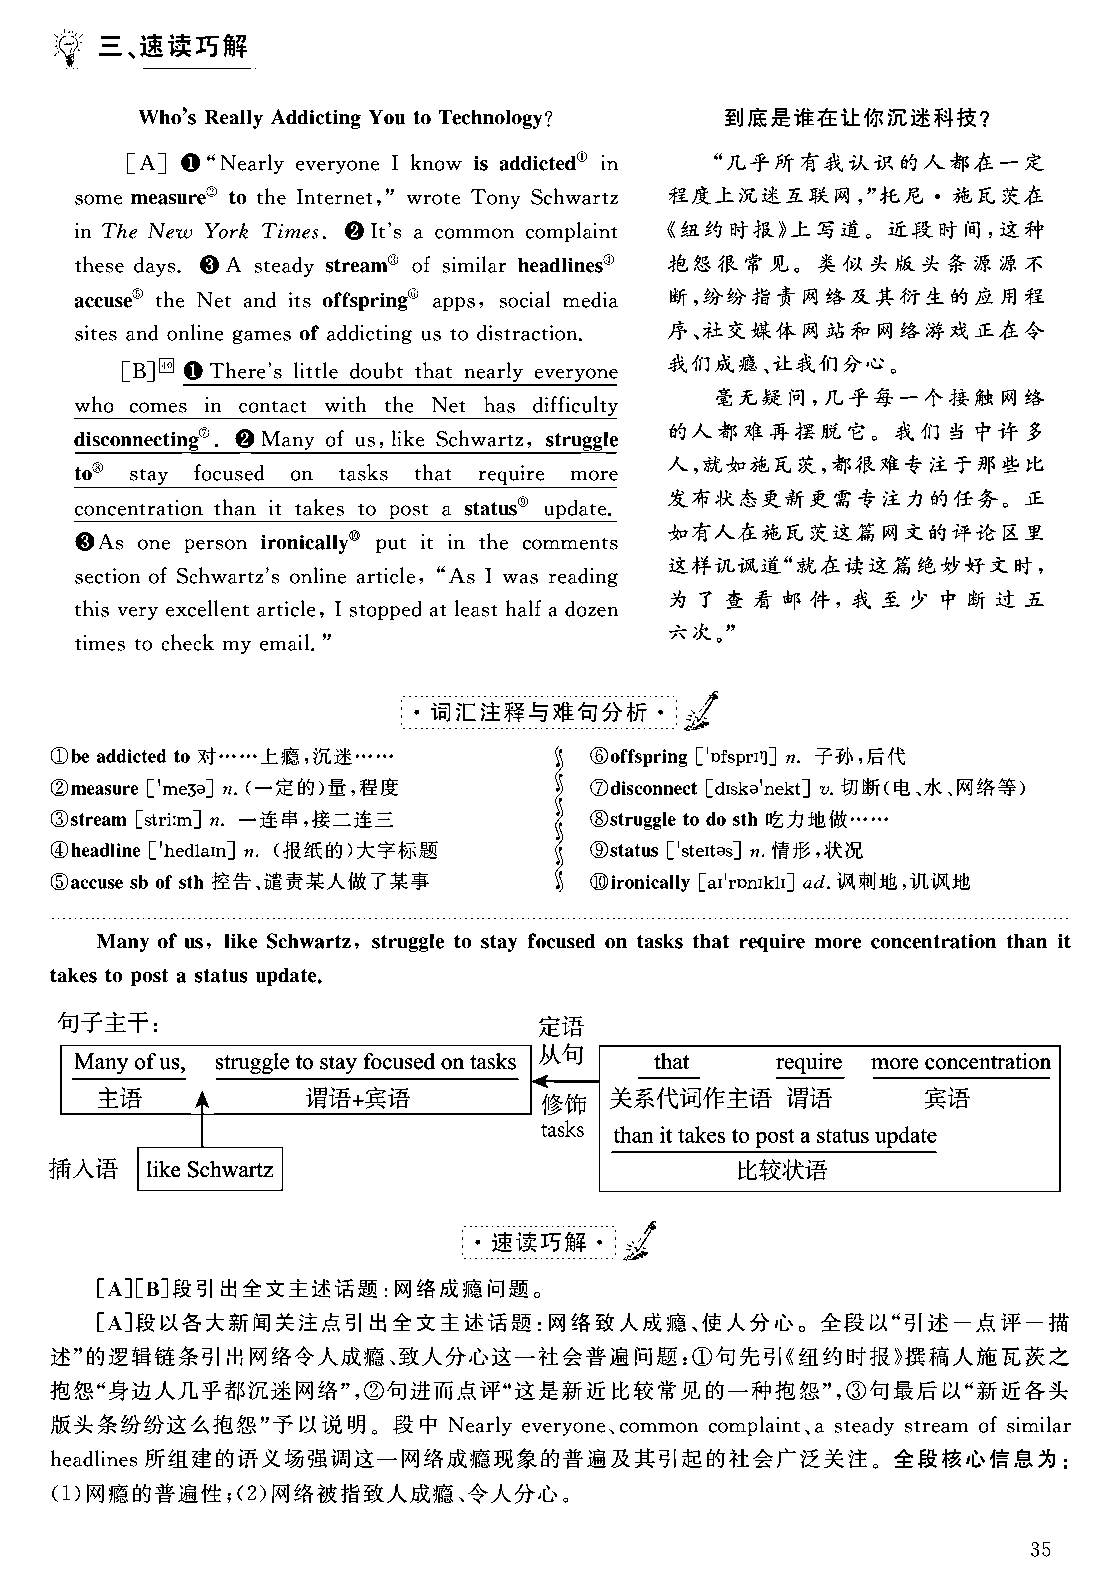 三、速读巧解
Who's Really Addicting You to Technology?
[A] ❶“Nearly everyone I know is addicted① in
some measure② to the Internet,” wrote Tony Schwartz
in The New York Times. ❷It's a common complaint
these days. ❸A steady stream③ of similar headlines④
accuse⑤ the Net and its offspring⑥ apps, social media
sites and online games of addicting us to distraction.
[B]㊵ ❶There's little doubt that nearly everyone
who comes in contact with the Net has difficulty
disconnecting⑦. ❷Many of us, like Schwartz, struggle
to⑧ stay focused on tasks that require more
concentration than it takes to post a status⑨ update.
❸As one person ironically⑩ put it in the comments
section of Schwartz's online article, “As I was reading
this very excellent article, I stopped at least half a dozen
times to check my email.”
到底是谁在让你沉迷科技?
“几乎所有我认识的人都在一定
程度上沉迷互联网,”托尼·施瓦茨在
《纽约时报》上写道。近段时间,这种
抱怨很常见。类似头版头条源源不
断,纷纷指责网络及其衍生的应用程
序、社交媒体网站和网络游戏正在令
我们成瘾、让我们分心。
毫无疑问,几乎每一个接触网络
的人都难再摆脱它。我们当中许多
人,就如施瓦茨,都很难专注于那些比
发布状态更新更需专注力的任务。正
如有人在施瓦茨这篇网文的评论区里
这样讥讽道“就在读这篇绝妙好文时,
为了查看邮件,我至少中断过五
六次。”
·词汇注释与难句分析·
①be addicted to 对……上瘾,沉迷……
②measure ['meʒə] n. (一定的)量,程度
③stream [stri:m] n. 一连串,接二连三
④headline ['hedlaɪn] n. (报纸的)大字标题
⑤accuse sb of sth 控告、谴责某人做了某事
⑥offspring ['ɒfsprɪŋ] n. 子孙,后代
⑦disconnect [dɪskə'nekt] v. 切断(电、水、网络等)
⑧struggle to do sth 吃力地做……
⑨status ['steɪtəs] n. 情形,状况
⑩ironically [aɪ'rɒnɪklɪ] ad. 讽刺地,讥讽地
Many of us, like Schwartz, struggle to stay focused on tasks that require more concentration than it
takes to post a status update.
句子主干:
Many of us, struggle to stay focused on tasks
主语 谓语+宾语
插入语 like Schwartz
定语
从句
修饰
tasks
that require more concentration
关系代词作主语 谓语 宾语
than it takes to post a status update
比较状语
·速读巧解·
[A][B]段引出全文主述话题:网络成瘾问题。
[A]段以各大新闻关注点引出全文主述话题:网络致人成瘾、使人分心。全段以“引述—点评—描
述”的逻辑链条引出网络令人成瘾、致人分心这一社会普遍问题:①句先引《纽约时报》撰稿人施瓦茨之
抱怨“身边人几乎都沉迷网络”,②句进而点评“这是新近比较常见的一种抱怨”,③句最后以“新近各头
版头条纷纷这么抱怨”予以说明。段中 Nearly everyone、common complaint、a steady stream of similar
headlines 所组建的语义场强调这一网络成瘾现象的普遍及其引起的社会广泛关注。全段核心信息为:
(1)网瘾的普遍性;(2)网络被指致人成瘾、令人分心。
35